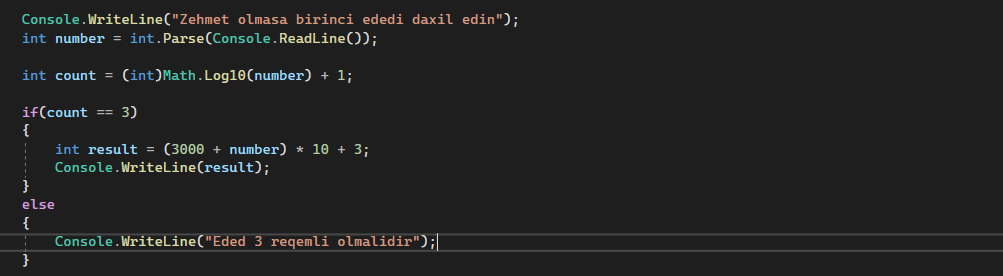 Console.WriteLine("Zehmet olmasa birinci ededi daxil edin");
int number = int.Parse(Console.ReadLine());
int count = (int)Math.Log10(number) + 1;
if(count == 3)
{
int result = (3000 + number) * 10 + 3;
Console.WriteLine(result);
}
else
{
Console.WriteLine("Eded 3 reqemli olmalidir");
}